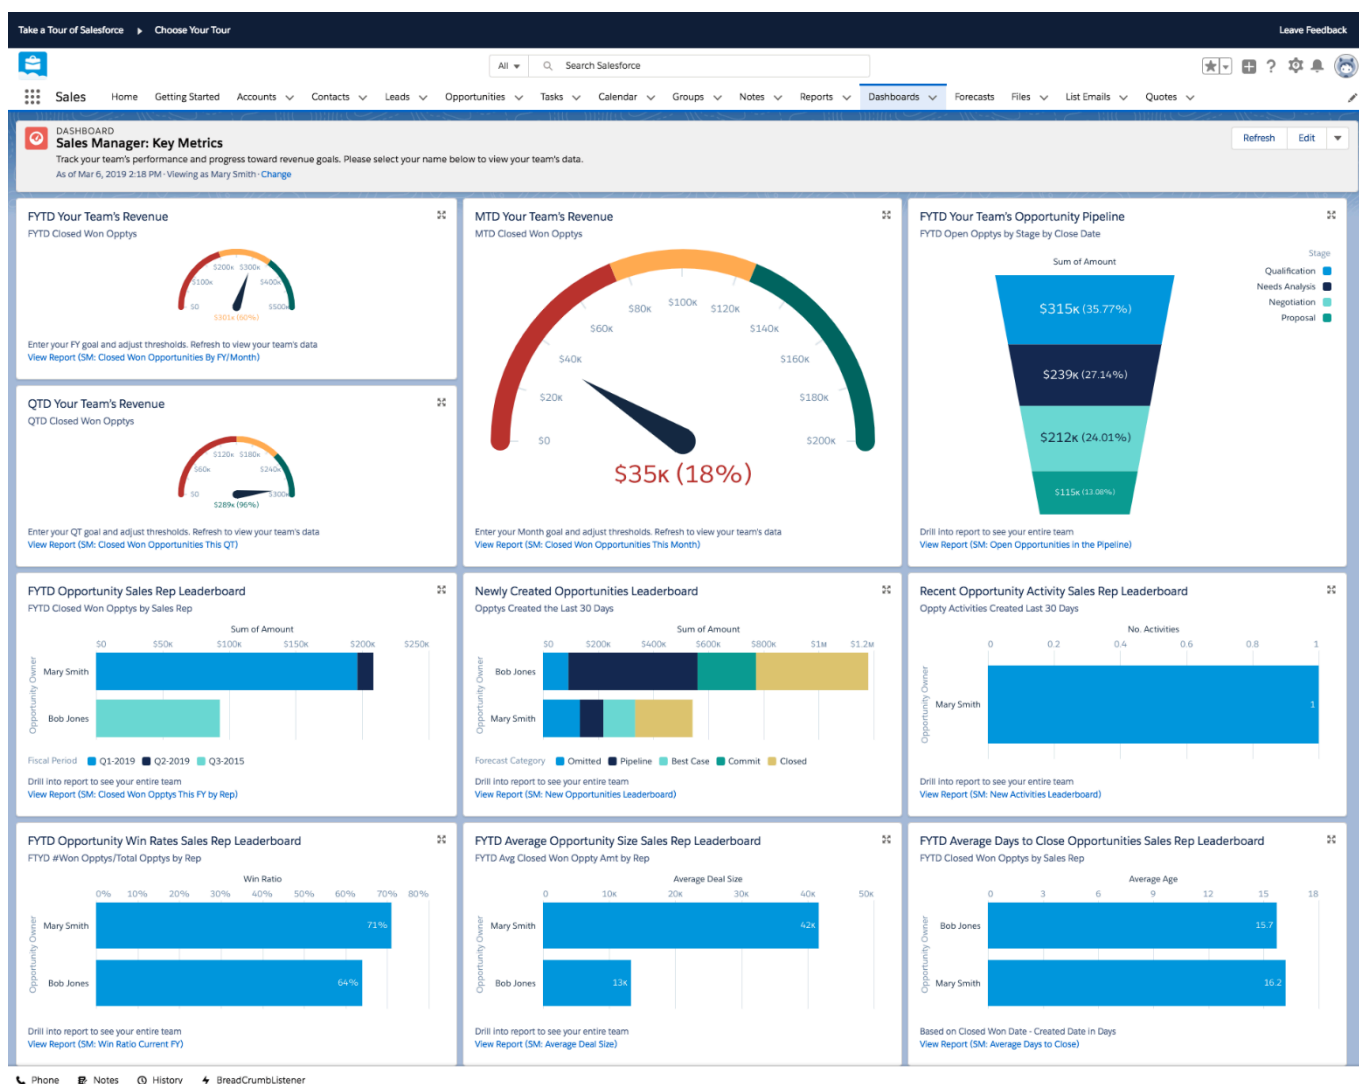 Take a Tour of Salesforce Choose Your Tour Leave Feedback
All Search Salesforce
Sales Home Getting Started Accounts Contacts Leads Opportunities Tasks Calendar Groups Notes Reports Dashboards Forecasts Files List Emails Quotes
DASHBOARD
Sales Manager: Key Metrics
Track your team's performance and progress toward revenue goals. Please select your name below to view your team's data.
As of Mar 6, 2019 2:18 PM·Viewing as Mary Smith·Change
Refresh Edit
FYTD Your Team's Revenue
FYTD Closed Won Opptys
$200K $300K
$100K $400K
$0 $500K
$301K (60%)
Enter your FY goal and adjust thresholds. Refresh to view your team's data
View Report (SM: Closed Won Opportunities By FY/Month)
QTD Your Team's Revenue
QTD Closed Won Opptys
$120K $180K
$60K $240K
$0 $300K
$289K (96%)
Enter your QT goal and adjust thresholds. Refresh to view your team's data
View Report (SM: Closed Won Opportunities This QT)
MTD Your Team's Revenue
MTD Closed Won Opptys
$80K $100K $120K
$60K $140K
$40K $160K
$20K $180K
$0 $200K
$35K (18%)
Enter your Month goal and adjust thresholds. Refresh to view your team's data
View Report (SM: Closed Won Opportunities This Month)
FYTD Your Team's Opportunity Pipeline
FYTD Open Opptys by Stage by Close Date
Sum of Amount
Stage
Qualification
Needs Analysis
Negotiation
Proposal
$315K (35.77%)
$239K (27.14%)
$212K (24.01%)
$115K (13.08%)
Drill into report to see your entire team
View Report (SM: Open Opportunities in the Pipeline)
FYTD Opportunity Sales Rep Leaderboard
FYTD Closed Won Opptys by Sales Rep
Sum of Amount
$0 $50K $100K $150K $200K $250K
Opportunity Owner
Mary Smith
Bob Jones
Fiscal Period Q1-2019 Q2-2019 Q3-2015
Drill into report to see your entire team
View Report (SM: Closed Won Opptys This FY by Rep)
Newly Created Opportunities Leaderboard
Opptys Created the Last 30 Days
Sum of Amount
$0 $200K $400K $600K $800K $1M $1.2M
Opportunity Owner
Bob Jones
Mary Smith
Forecast Category Omitted Pipeline Best Case Commit Closed
Drill into report to see your entire team
View Report (SM: New Opportunities Leaderboard)
Recent Opportunity Activity Sales Rep Leaderboard
Oppty Activities Created Last 30 Days
No. Activities
0 0.2 0.4 0.6 0.8 1
Opportunity Owner
Mary Smith 1
Drill into report to see your entire team
View Report (SM: New Activities Leaderboard)
FYTD Opportunity Win Rates Sales Rep Leaderboard
FTYD #Won Opptys/Total Opptys by Rep
Win Ratio
0% 10% 20% 30% 40% 50% 60% 70% 80%
Opportunity Owner
Mary Smith 71%
Bob Jones 64%
Drill into report to see your entire team
View Report (SM: Win Ratio Current FY)
FYTD Average Opportunity Size Sales Rep Leaderboard
FYTD Avg Closed Won Oppty Amt by Rep
Average Deal Size
0 10K 20K 30K 40K 50K
Opportunity Owner
Mary Smith 42K
Bob Jones 13K
Drill into report to see your entire team
View Report (SM: Average Deal Size)
FYTD Average Days to Close Opportunities Sales Rep Leaderboard
FYTD Closed Won Opptys by Sales Rep
Average Age
0 3 6 9 12 15 18
Opportunity Owner
Bob Jones 15.7
Mary Smith 16.2
Based on Closed Won Date - Created Date in Days
View Report (SM: Average Days to Close)
Phone Notes History BreadCrumbListener